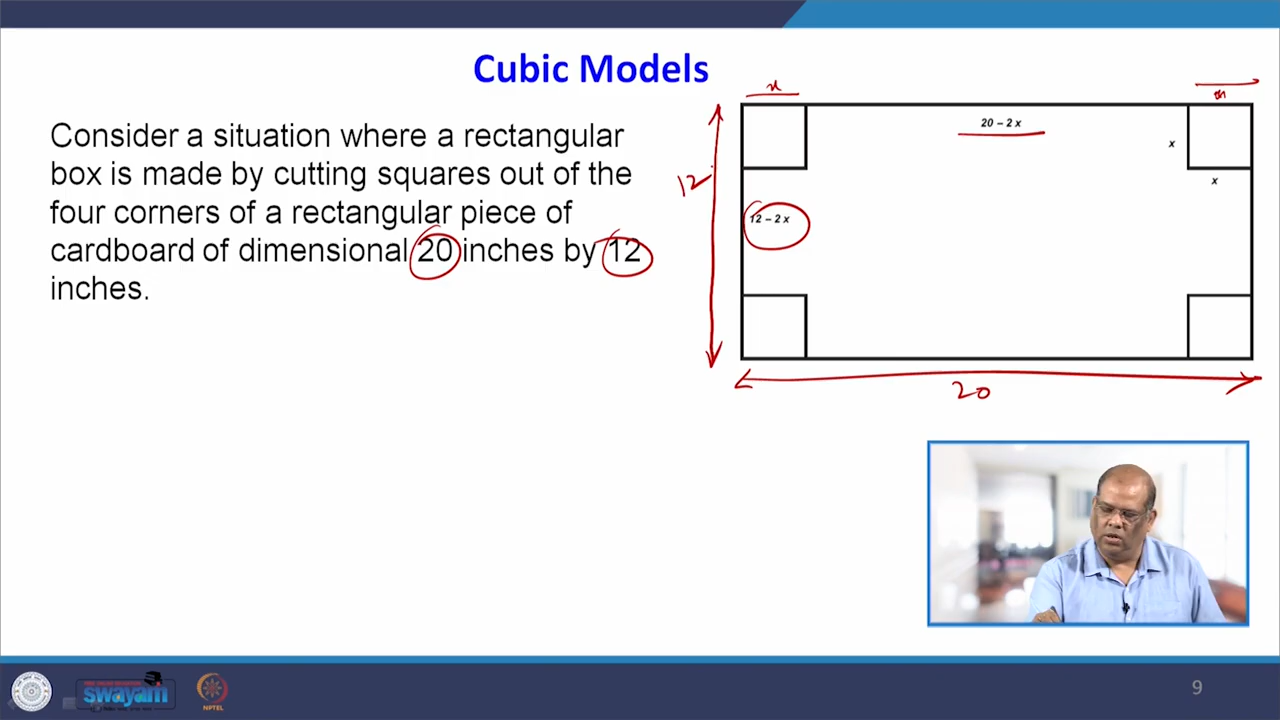 Cubic Models
Consider a situation where a rectangular
box is made by cutting squares out of the
four corners of a rectangular piece of
cardboard of dimensional 20 inches by 12
inches.
x
20 – 2 x
x
x
12
12 – 2 x
20
swayam
NPTEL
9